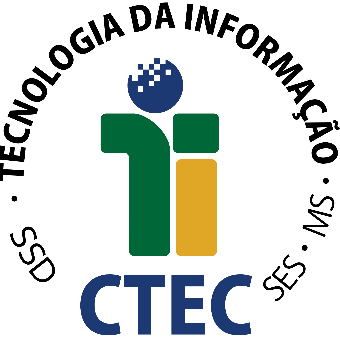 SSD · TECNOLOGIA DA INFORMAÇÃO · SES · MS
CTEC